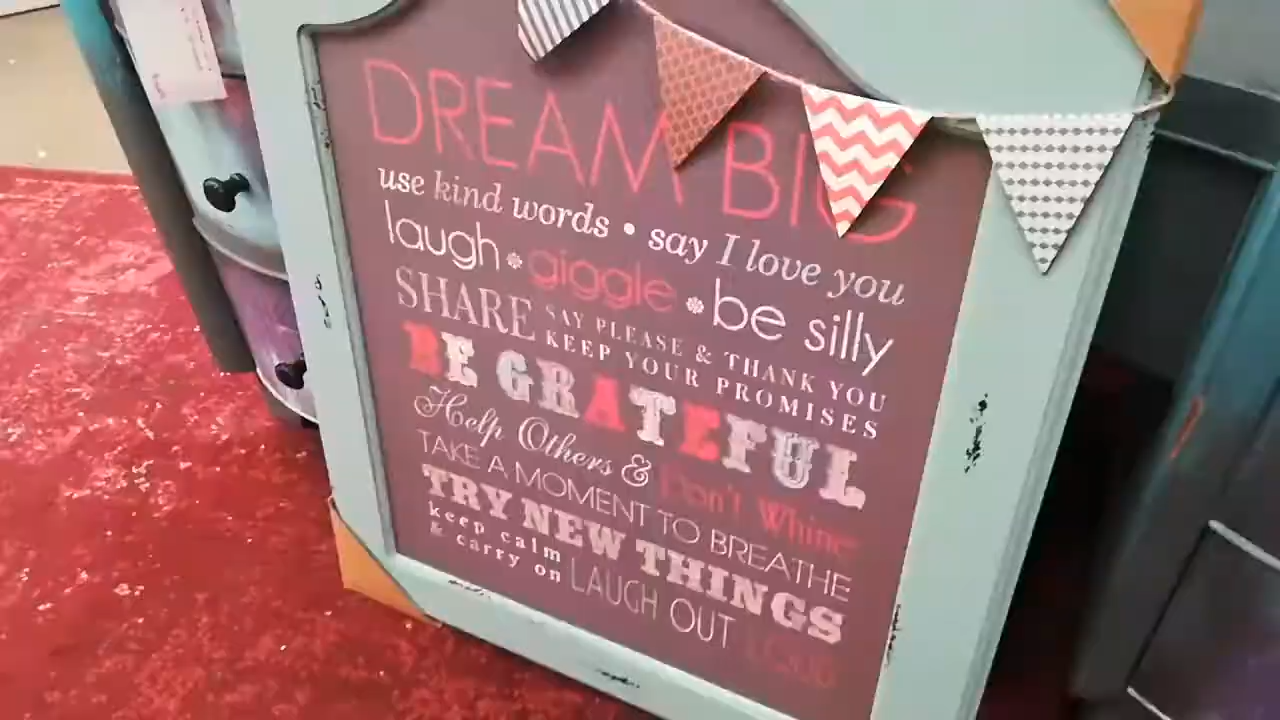 DREAM BIG
use kind words • say I love you
laugh * giggle * be silly
SHARE SAY PLEASE & THANK YOU
KEEP YOUR PROMISES
BE GRATEFUL
Help Others & Don't Whine
TAKE A MOMENT TO BREATHE
TRY NEW THINGS
keep calm
& carry on LAUGH OUT LOUD